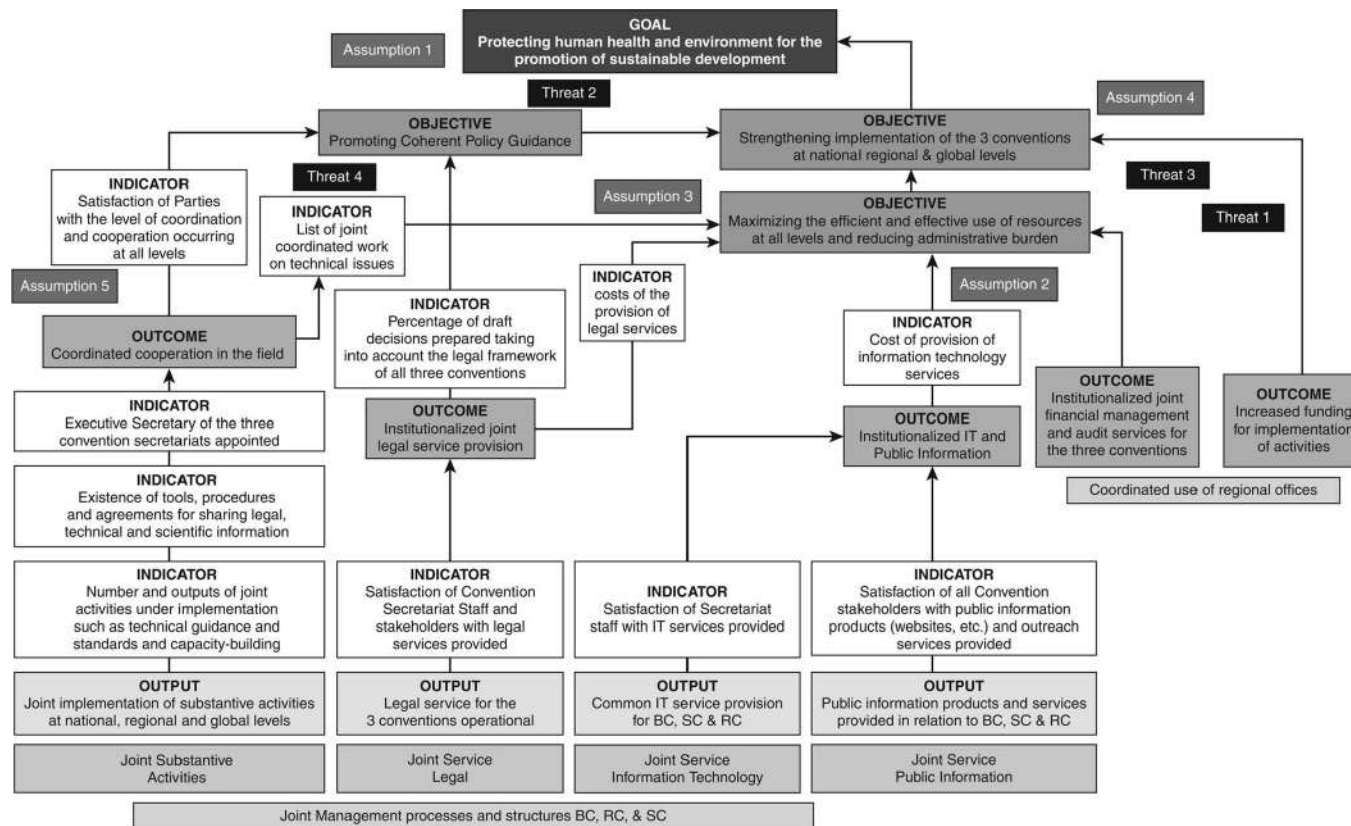 GOAL
Protecting human health and environment for the
promotion of sustainable development
Assumption 1
Threat 2
Assumption 4
OBJECTIVE
Promoting Coherent Policy Guidance
OBJECTIVE
Strengthening implementation of the 3 conventions
at national regional & global levels
INDICATOR
Satisfaction of Parties
with the level of coordination
and cooperation occurring
at all levels
Threat 4
INDICATOR
List of joint
coordinated work
on technical issues
Assumption 3
Threat 3
Threat 1
OBJECTIVE
Maximizing the efficient and effective use of resources
at all levels and reducing administrative burden
Assumption 5
INDICATOR
costs of the
provision of
legal services
Assumption 2
OUTCOME
Coordinated cooperation in the field
INDICATOR
Percentage of draft
decisions prepared taking
into account the legal framework
of all three conventions
INDICATOR
Cost of provision of
information technology
services
INDICATOR
Executive Secretary of the three
convention secretariats appointed
OUTCOME
Institutionalized joint
legal service provision
OUTCOME
Institutionalized IT and
Public Information
OUTCOME
Institutionalized joint
financial management
and audit services for
the three conventions
OUTCOME
Increased funding
for implementation
of activities
INDICATOR
Existence of tools, procedures
and agreements for sharing legal,
technical and scientific information
Coordinated use of regional offices
INDICATOR
Number and outputs of joint
activities under implementation
such as technical guidance and
standards and capacity-building
INDICATOR
Satisfaction of Convention
Secretariat Staff and
stakeholders with legal
services provided
INDICATOR
Satisfaction of Secretariat
staff with IT services provided
INDICATOR
Satisfaction of all Convention
stakeholders with public information
products (websites, etc.) and outreach
services provided
OUTPUT
Joint implementation of substantive activities
at national, regional and global levels
OUTPUT
Legal service for the
3 conventions operational
OUTPUT
Common IT service provision
for BC, SC & RC
OUTPUT
Public information products and services
provided in relation to BC, SC & RC
Joint Substantive
Activities
Joint Service
Legal
Joint Service
Information Technology
Joint Service
Public Information
Joint Management processes and structures BC, RC, & SC